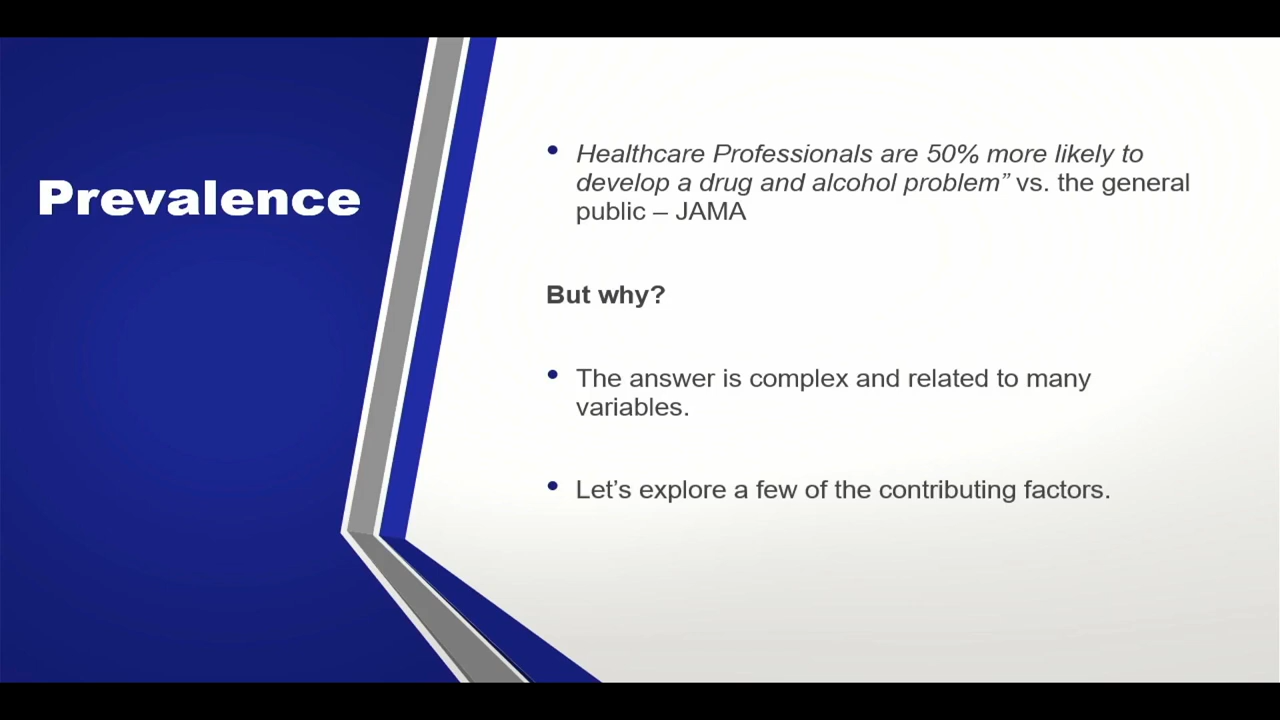 Prevalence
• Healthcare Professionals are 50% more likely to
develop a drug and alcohol problem” vs. the general
public – JAMA
But why?
• The answer is complex and related to many
variables.
• Let’s explore a few of the contributing factors.